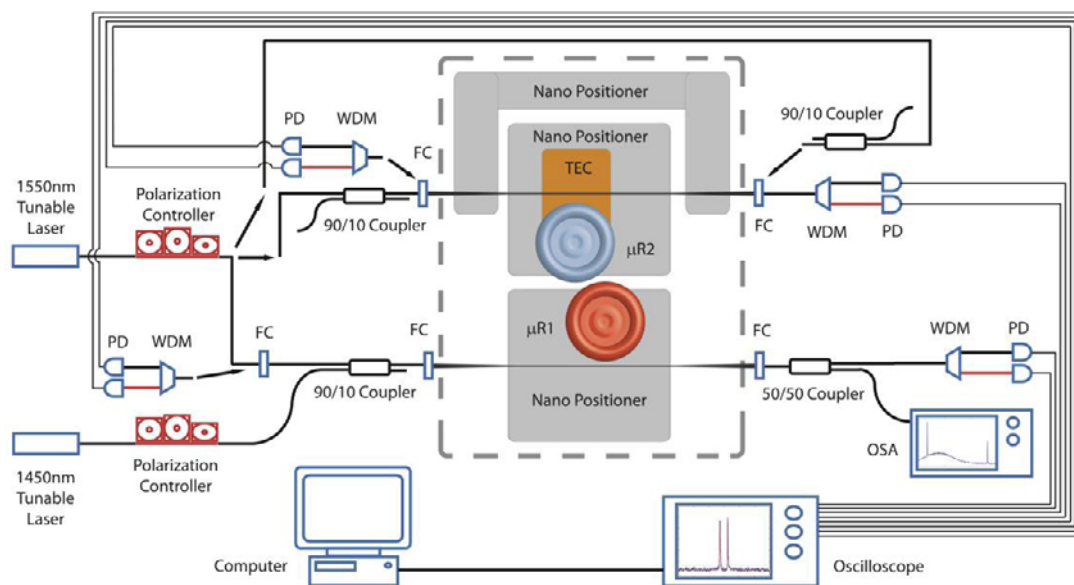 Nano Positioner
90/10 Coupler
PD
WDM
FC
Nano Positioner
TEC
1550nm
Tunable
Laser
Polarization
Controller
90/10 Coupler
FC
WDM
PD
μR2
PD
WDM
FC
FC
μR1
FC
WDM
PD
90/10 Coupler
Nano Positioner
50/50 Coupler
OSA
1450nm
Tunable
Laser
Polarization
Controller
Computer
Oscilloscope